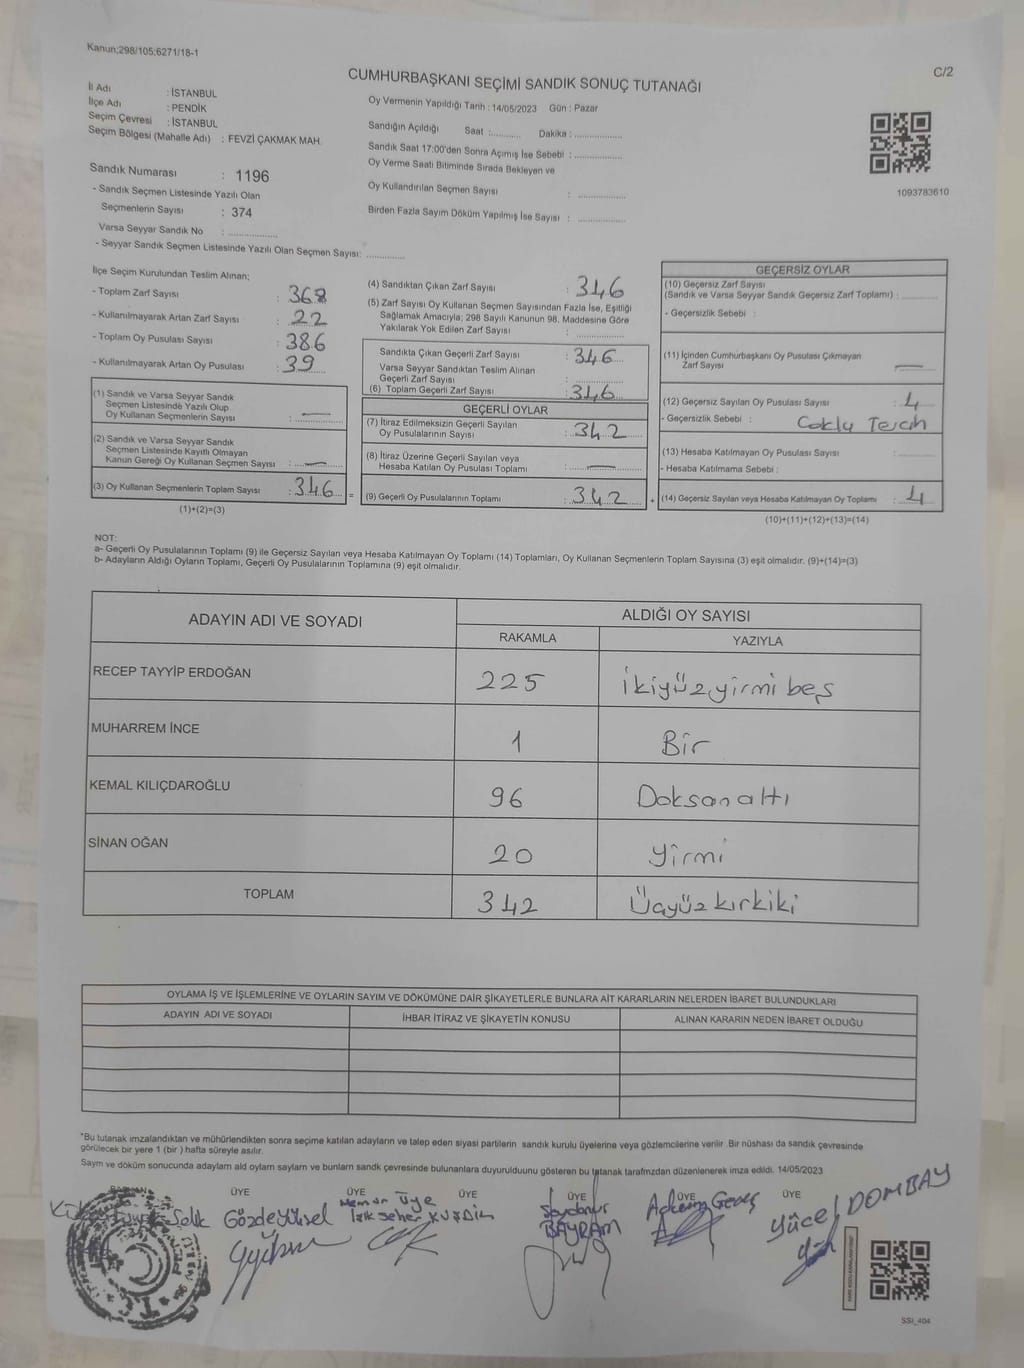 Kanun;298/105;6271/18-1
C/2
CUMHURBAŞKANI SEÇİMİ SANDIK SONUÇ TUTANAĞI
İl Adı : İSTANBUL
İlçe Adı : PENDİK
Seçim Çevresi : İSTANBUL
Seçim Bölgesi (Mahalle Adı) : FEVZİ ÇAKMAK MAH.
Sandık Numarası : 1196
- Sandık Seçmen Listesinde Yazılı Olan
Seçmenlerin Sayısı : 374
Varsa Seyyar Sandık No : ..............
- Seyyar Sandık Seçmen Listesinde Yazılı Olan Seçmen Sayısı: ............
Oy Vermenin Yapıldığı Tarih : 14/05/2023 Gün : Pazar
Sandığın Açıldığı Saat :.......... Dakika : ..............
Sandık Saat 17:00'den Sonra Açımış İse Sebebi : ..............
Oy Verme Saati Bitiminde Sırada Bekleyen ve
Oy Kullandırılan Seçmen Sayısı : ..............
Birden Fazla Sayım Döküm Yapılmış İse Sayısı : ..............
1093783610
İlçe Seçim Kurulundan Teslim Alınan;
- Toplam Zarf Sayısı : 368
- Kullanılmayarak Artan Zarf Sayısı : 22
- Toplam Oy Pusulası Sayısı : 386
- Kullanılmayarak Artan Oy Pusulası : 39
(1) Sandık ve Varsa Seyyar Sandık
Seçmen Listesinde Yazılı Olup
Oy Kullanan Seçmenlerin Sayısı : —
(2) Sandık ve Varsa Seyyar Sandık
Seçmen Listesinde Kayıtlı Olmayan
Kanun Gereği Oy Kullanan Seçmen Sayısı : —
(3) Oy Kullanan Seçmenlerin Toplam Sayısı : 346 =
(1)+(2)=(3)
(4) Sandıktan Çıkan Zarf Sayısı : 346
(5) Zarf Sayısı Oy Kullanan Seçmen Sayısından Fazla İse, Eşitliği
Sağlamak Amacıyla; 298 Sayılı Kanunun 98. Maddesine Göre
Yakılarak Yok Edilen Zarf Sayısı : ..............
Sandıkta Çıkan Geçerli Zarf Sayısı : 346
Varsa Seyyar Sandıktan Teslim Alınan
Geçerli Zarf Sayısı : ..............
(6) Toplam Geçerli Zarf Sayısı : 346
GEÇERLİ OYLAR
(7) İtiraz Edilmeksizin Geçerli Sayılan
Oy Pusulalarının Sayısı : 342
(8) İtiraz Üzerine Geçerli Sayılan veya
Hesaba Katılan Oy Pusulası Toplamı : —
(9) Geçerli Oy Pusulalarının Toplamı : 342 +
GEÇERSİZ OYLAR
(10) Geçersiz Zarf Sayısı
(Sandık ve Varsa Seyyar Sandık Geçersiz Zarf Toplamı) : ..........
- Geçersizlik Sebebi :
(11) İçinden Cumhurbaşkanı Oy Pusulası Çıkmayan
Zarf Sayısı —
(12) Geçersiz Sayılan Oy Pusulası Sayısı : 4
- Geçersizlik Sebebi : Çoklu Tercih
(13) Hesaba Katılmayan Oy Pusulası Sayısı : ..........
- Hesaba Katılmama Sebebi :
(14) Geçersiz Sayılan veya Hesaba Katılmayan Oy Toplamı : 4
(10)+(11)+(12)+(13)=(14)
NOT:
a- Geçerli Oy Pusulalarının Toplamı (9) ile Geçersiz Sayılan veya Hesaba Katılmayan Oy Toplamı (14) Toplamları, Oy Kullanan Seçmenlerin Toplam Sayısına (3) eşit olmalıdır. (9)+(14)=(3)
b- Adayların Aldığı Oyların Toplamı, Geçerli Oy Pusulalarının Toplamına (9) eşit olmalıdır.
ADAYIN ADI VE SOYADI ALDIĞI OY SAYISI
RAKAMLA YAZIYLA
RECEP TAYYİP ERDOĞAN 225 ikiyüzyirmi beş
MUHARREM İNCE 1 Bir
KEMAL KILIÇDAROĞLU 96 Doksan altı
SİNAN OĞAN 20 yirmi
TOPLAM 342 Üçyüz kırkiki
OYLAMA İŞ VE İŞLEMLERİNE VE OYLARIN SAYIM VE DÖKÜMÜNE DAİR ŞİKAYETLERLE BUNLARA AİT KARARLARIN NELERDEN İBARET BULUNDUKLARI
ADAYIN ADI VE SOYADI İHBAR İTİRAZ VE ŞİKAYETİN KONUSU ALINAN KARARIN NEDEN İBARET OLDUĞU
*Bu tutanak imzalandıktan ve mühürlendikten sonra seçime katılan adayların ve talep eden siyasi partilerin sandık kurulu üyelerine veya gözlemcilerine verilir .Bir nüshası da sandık çevresinde
görülecek bir yere 1 (bir ) hafta süreyle asılır.
Sayım ve döküm sonucunda adayların ald oyların sayların ve bunların sandık çevresinde bulunanlara duyurulduunu gösteren bu tutanak tarafmzdan düzenlenerek imza edildi. 14/05/2023
ÜYE ÜYE ÜYE ÜYE ÜYE ÜYE
Gözde Yüksel
Memur üye
Seher
BAYRAM
Yücel DOMBAY
SSI_404